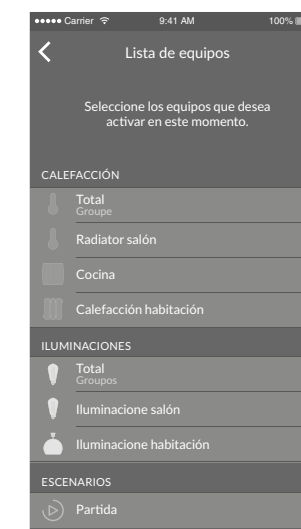 Carrier 9:41 AM 100%
Lista de equipos
Seleccione los equipos que desea
activar en este momento.
CALEFACCIÓN
Total
Groupe
Radiator salón
Cocina
Calefacción habitación
ILUMINACIONES
Total
Groupos
Iluminacione salón
Iluminacione habitación
ESCENARIOS
Partida